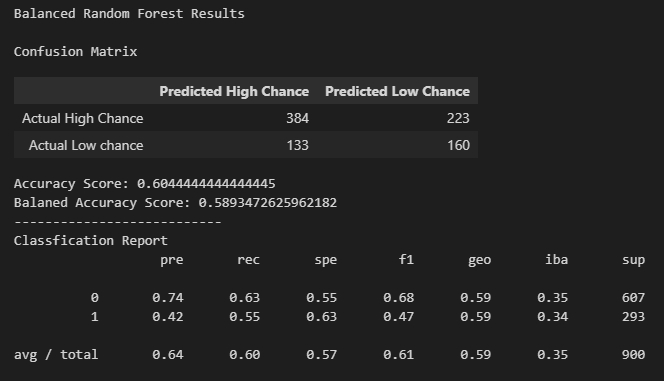 Balanced Random Forest Results
Confusion Matrix
Predicted High Chance Predicted Low Chance
Actual High Chance 384 223
Actual Low chance 133 160
Accuracy Score: 0.6044444444444445
Balaned Accuracy Score: 0.5893472625962182
---------------------------
Classfication Report
pre rec spe f1 geo iba sup
0 0.74 0.63 0.55 0.68 0.59 0.35 607
1 0.42 0.55 0.63 0.47 0.59 0.34 293
avg / total 0.64 0.60 0.57 0.61 0.59 0.35 900